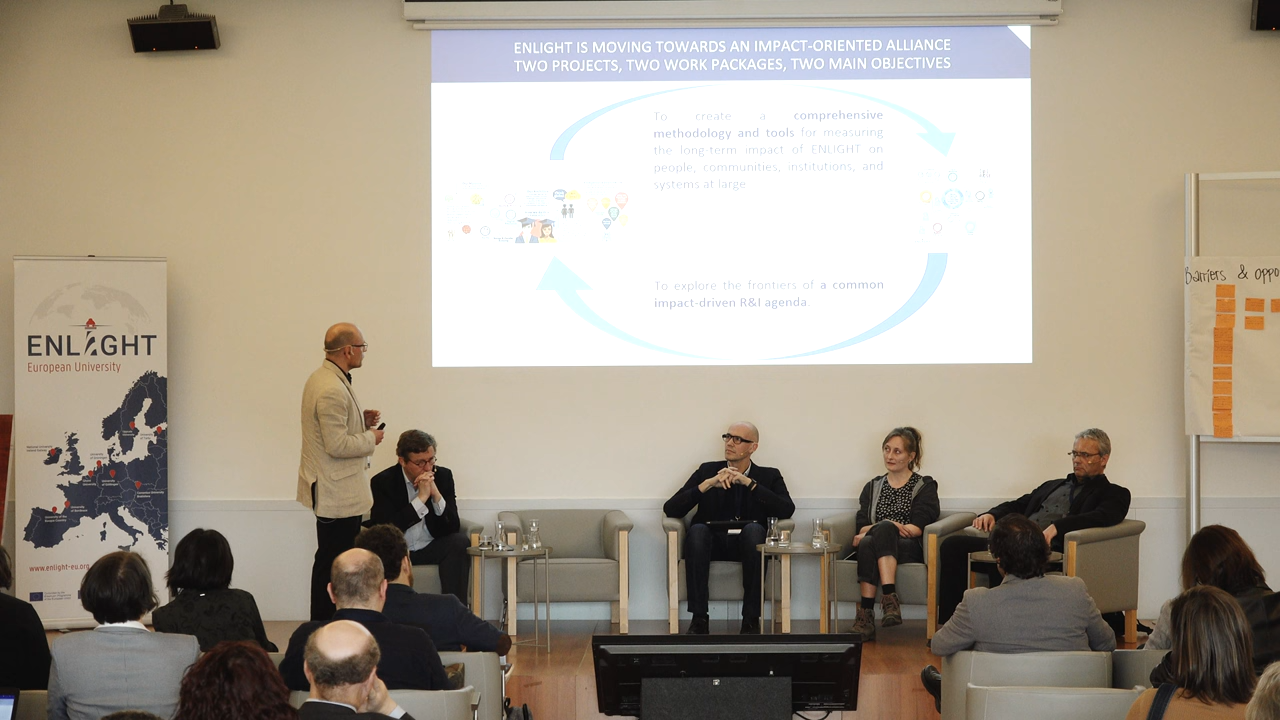 ENLIGHT IS MOVING TOWARDS AN IMPACT-ORIENTED ALLIANCE
TWO PROJECTS, TWO WORK PACKAGES, TWO MAIN OBJECTIVES
To create a comprehensive
methodology and tools for measuring
the long-term impact of ENLIGHT on
people, communities, institutions, and
systems at large
To explore the frontiers of a common
impact-driven R&I agenda.
ENLIGHT
European University
www.enlight-eu.org
Barriers & oppo